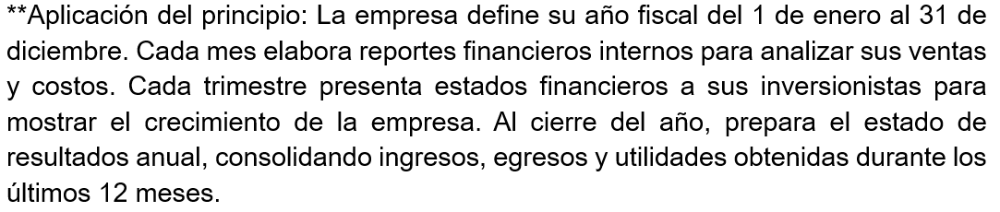 **Aplicación del principio: La empresa define su año fiscal del 1 de enero al 31 de
diciembre. Cada mes elabora reportes financieros internos para analizar sus ventas
y costos. Cada trimestre presenta estados financieros a sus inversionistas para
mostrar el crecimiento de la empresa. Al cierre del año, prepara el estado de
resultados anual, consolidando ingresos, egresos y utilidades obtenidas durante los
últimos 12 meses.